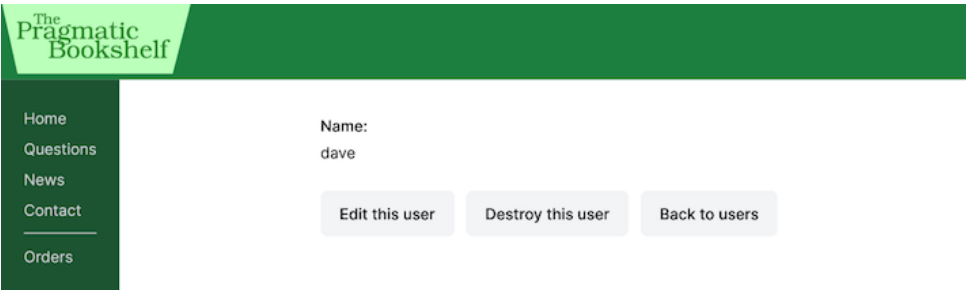 The
Pragmatic
Bookshelf
Home
Questions
News
Contact
Orders
Name:
dave
Edit this user Destroy this user Back to users